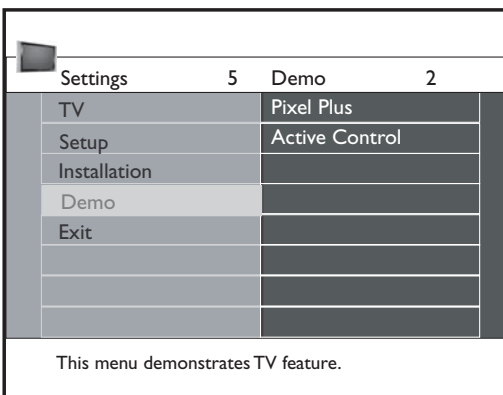 Settings 5 Demo 2
TV Pixel Plus
Setup Active Control
Installation
Demo
Exit
This menu demonstrates TV feature.